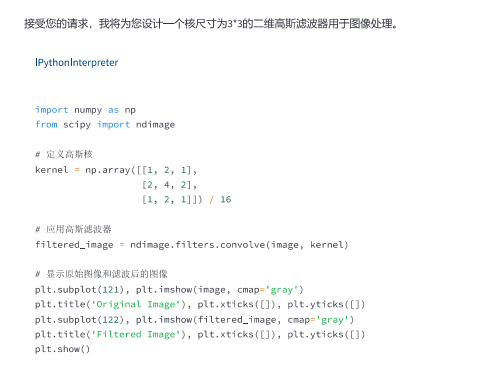 接受您的请求，我将为您设计一个核尺寸为3*3的二维高斯滤波器用于图像处理。
IPythonInterpreter
import numpy as np
from scipy import ndimage
# 定义高斯核
kernel = np.array([[1, 2, 1],
[2, 4, 2],
[1, 2, 1]]) / 16
# 应用高斯滤波器
filtered_image = ndimage.filters.convolve(image, kernel)
# 显示原始图像和滤波后的图像
plt.subplot(121), plt.imshow(image, cmap='gray')
plt.title('Original Image'), plt.xticks([]), plt.yticks([])
plt.subplot(122), plt.imshow(filtered_image, cmap='gray')
plt.title('Filtered Image'), plt.xticks([]), plt.yticks([])
plt.show()